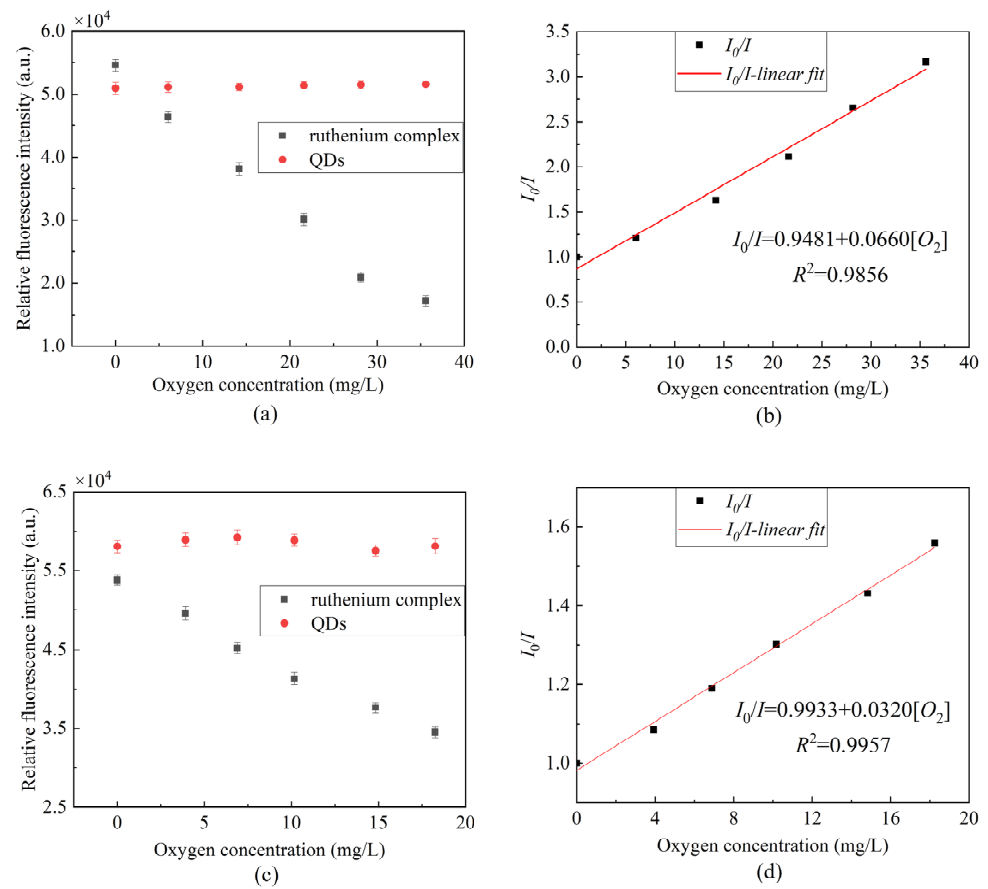 ×10⁴
6.0
5.0
4.0
3.0
2.0
1.0
Relative fluorescence intensity (a.u.)
ruthenium complex
QDs
0 10 20 30 40
Oxygen concentration (mg/L)
(a)
3.5
3.0
2.5
2.0
1.5
1.0
0.5
0.0
I₀/I
I₀/I
I₀/I-linear fit
I₀/I=0.9481+0.0660[O₂]
R²=0.9856
0 5 10 15 20 25 30 35 40
Oxygen concentration (mg/L)
(b)
×10⁴
6.5
5.5
4.5
3.5
2.5
Relative fluorescence intensity (a.u.)
ruthenium complex
QDs
0 5 10 15 20
Oxygen concentration (mg/L)
(c)
1.6
1.4
1.2
1.0
I₀/I
I₀/I
I₀/I-linear fit
I₀/I=0.9933+0.0320[O₂]
R²=0.9957
0 4 8 12 16 20
Oxygen concentration (mg/L)
(d)